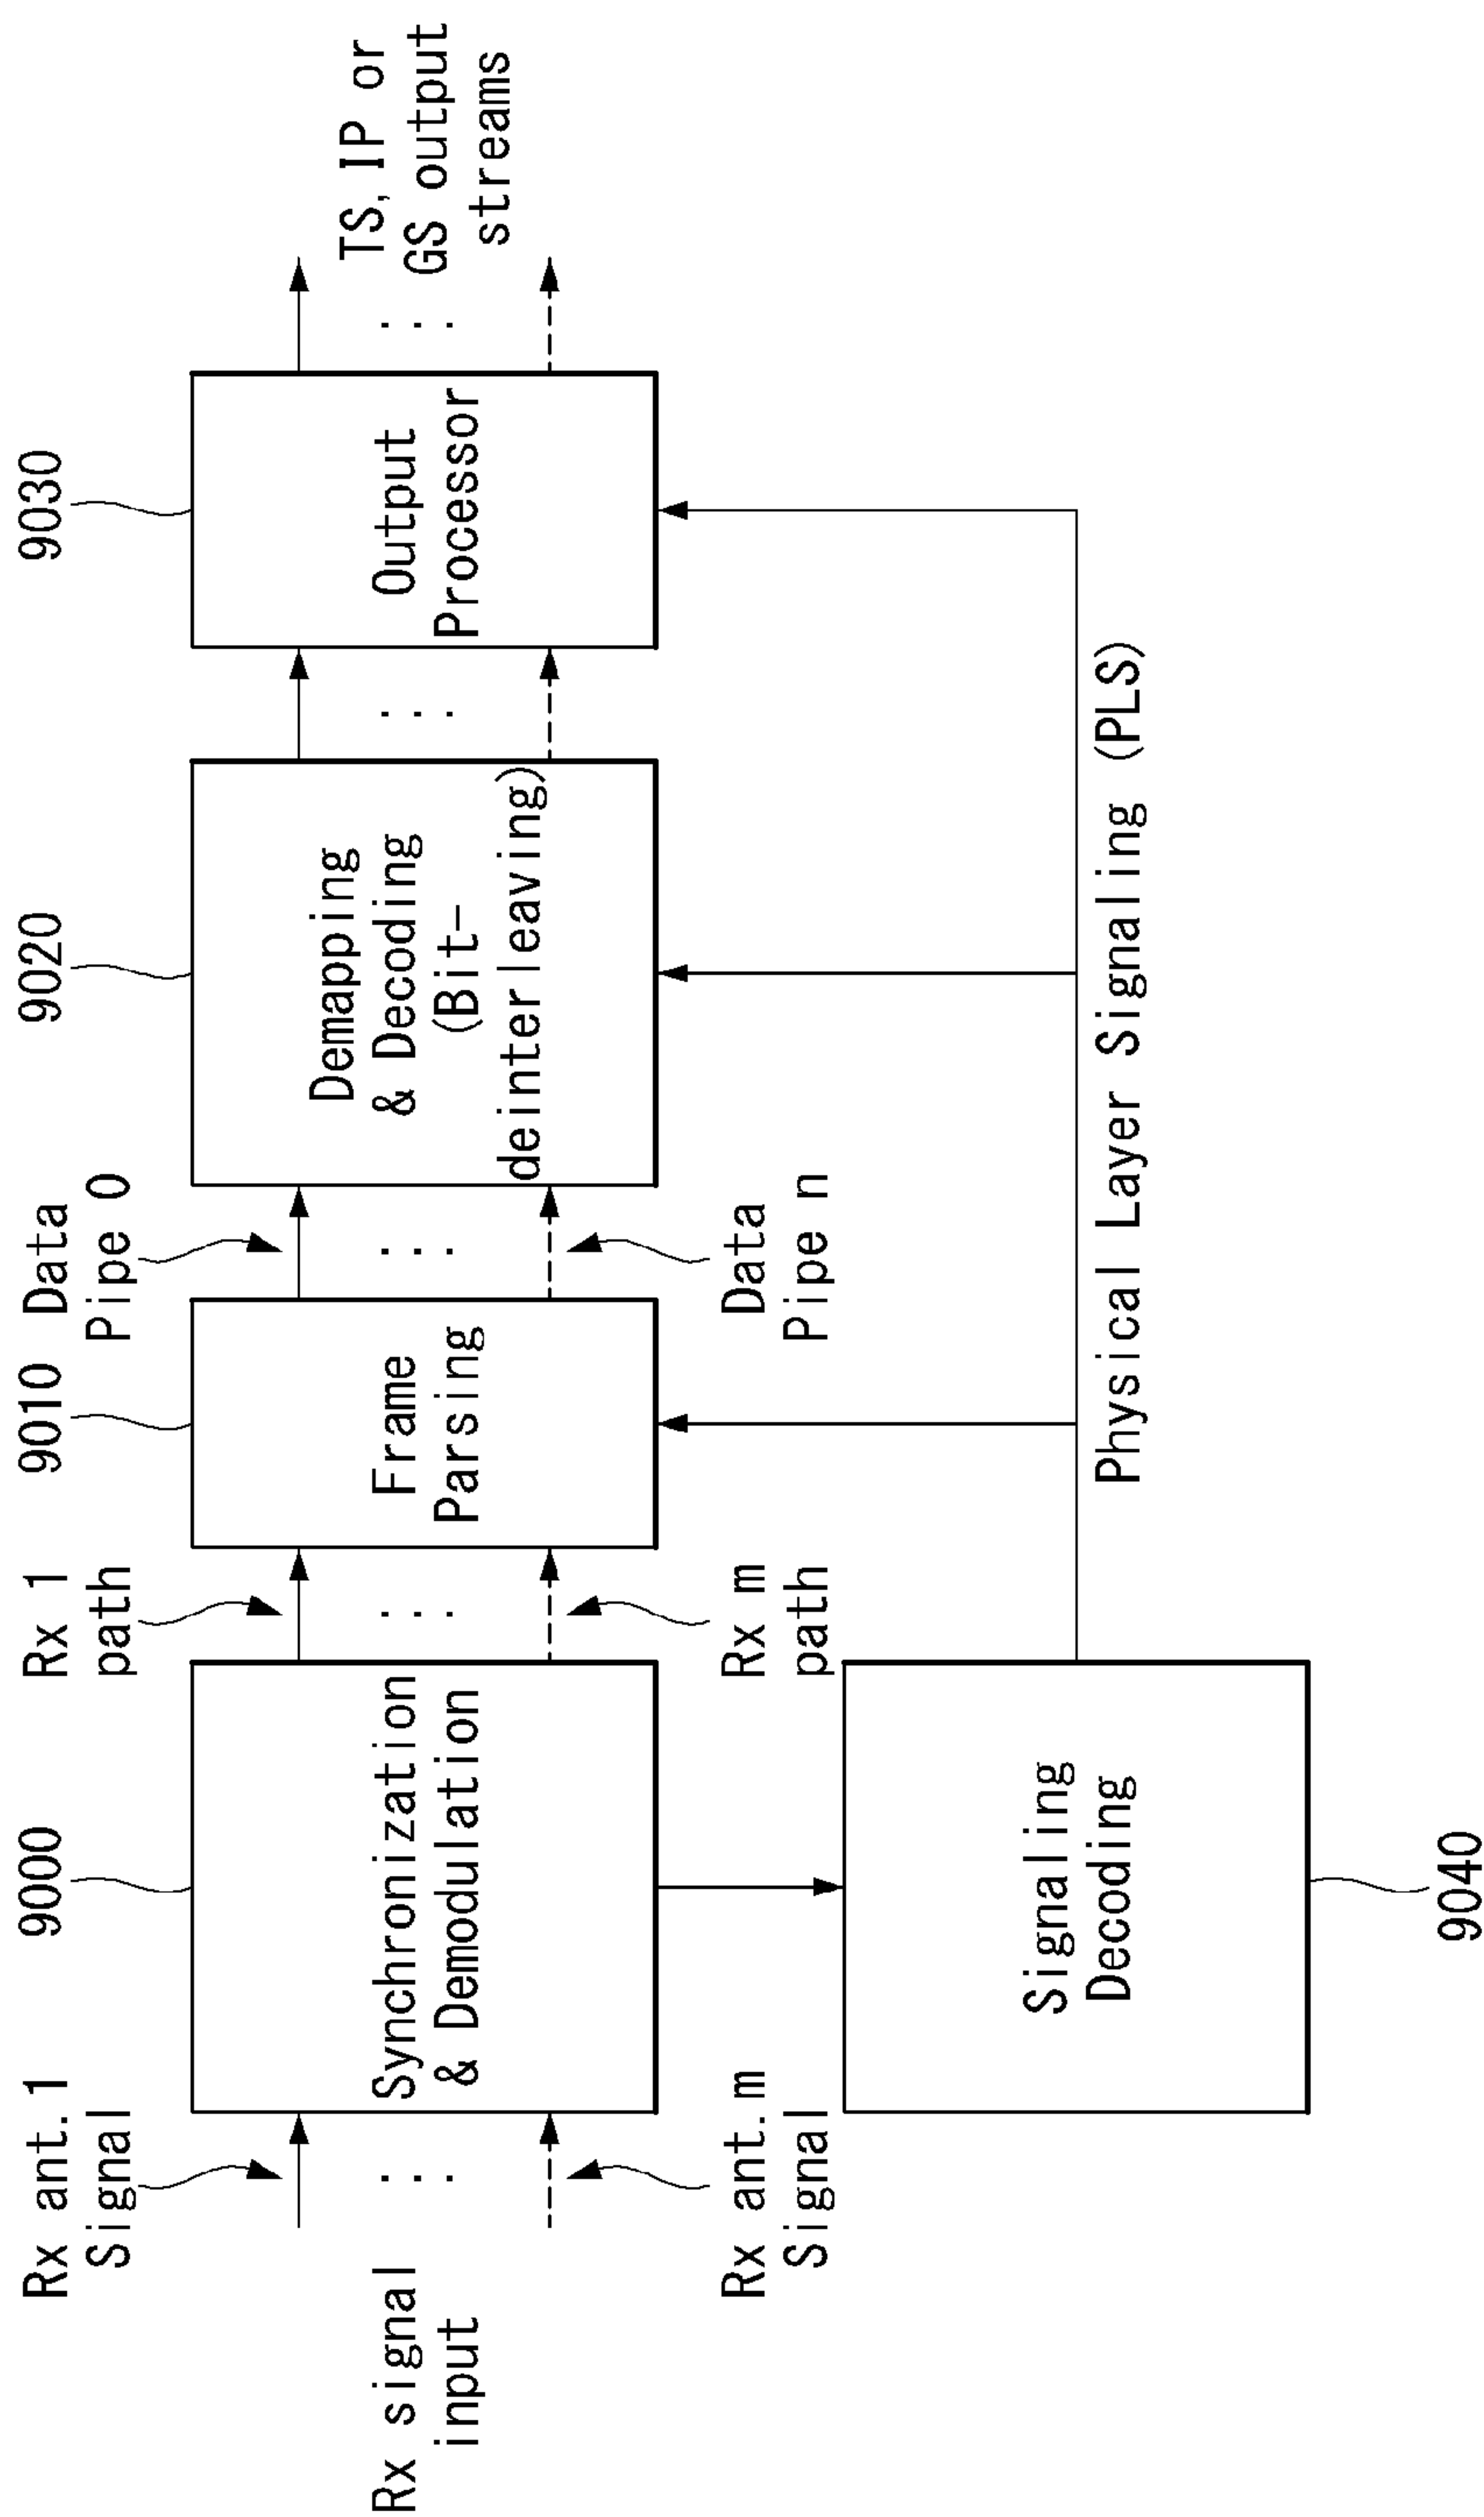 Rx signal
input
Rx ant.1
Signal
Rx ant.m
Signal
9000
Synchronization
& Demodulation
Rx 1
path
Rx m
path
9010
Frame
Parsing
Data
Pipe 0
Data
Pipe n
9020
Demapping
& Decoding
(Bit-
deinterleaving)
9030
Output
Processor
TS, IP or
GS output
streams
Signaling
Decoding
9040
Physical Layer Signaling (PLS)